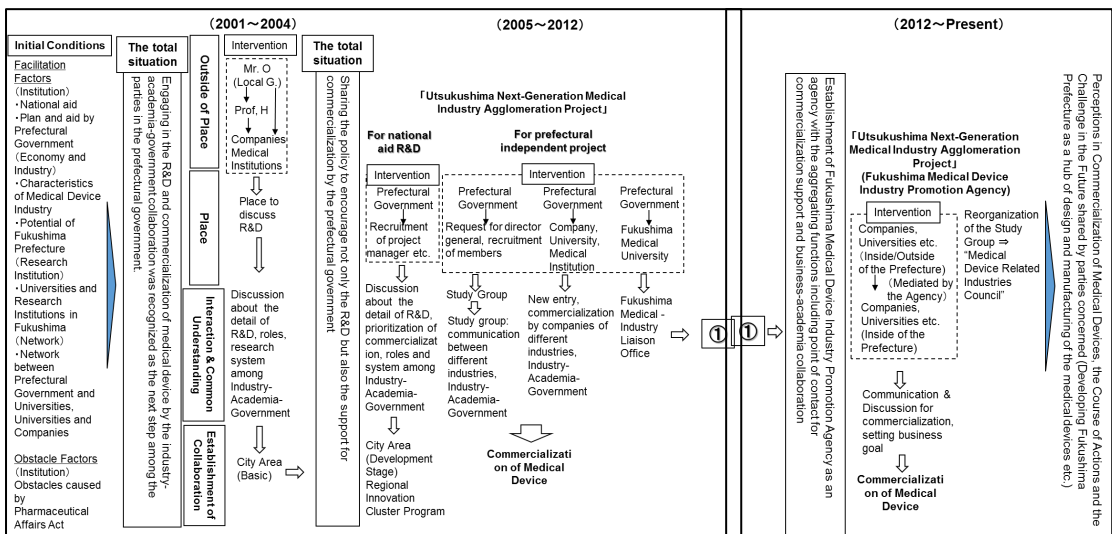 (2001～2004)
(2005～2012)
(2012～Present)
Initial Conditions
Facilitation
Factors
(Institution)
・National aid
・Plan and aid by
Prefectural
Government
(Economy and
Industry)
・Characteristics
of Medical Device
Industry
・Potential of
Fukushima
Prefecture
(Research
Institution)
・Universities and
Research
Institutions in
Fukushima
(Network)
・Network
between
Prefectural
Government and
Universities,
Universities and
Companies
Obstacle Factors
(Institution)
Obstacles caused
by
Pharmaceutical
Affairs Act
The total
situation
Engaging in the R&D and commercialization of medical device by the industry-
academia-government collaboration was recognized as the next step among the
parties in the prefectural government.
Outside of Place
Place
Interaction & Common
Understanding
Establishment of
Collaboration
Intervention
Mr. O
(Local G.)
Prof, H
Companies
Medical
Institutions
Place to
discuss
R&D
Discussion
about the
detail of
R&D, roles,
research
system
among
Industry-
Academia-
Government
City Area
(Basic)
The total
situation
Sharing the policy to encourage not only the R&D but also the support for
commercialization by the prefectural government
「Utsukushima Next-Generation Medical
Industry Agglomeration Project」
For national
aid R&D
Intervention
Prefectural
Government
Recruitment
of project
manager etc.
Discussion
about the
detail of R&D,
prioritization of
commercializat
ion, roles and
system among
Industry-
Academia-
Government
City Area
(Development
Stage)
Regional
Innovation
Cluster Program
For prefectural
independent project
Intervention
Prefectural
Government
Request for director
general, recruitment
of members
Study Group
Study group:
communication
between
different
industries,
Industry-
Academia-
Government
Prefectural
Government
Company,
University,
Medical
Institution
New entry,
commercialization
by companies of
different
industries,
Industry-
Academia-
Government
Commercializati
on of Medical
Device
Prefectural
Government
Fukushima
Medical
University
Fukushima
Medical -
Industry
Liaison
Office
①
①
Establishment of Fukushima Medical Device Industry Promotion Agency as an
agency with the aggregating functions including point of contact for
commercialization support and business-academia collaboration
「Utsukushima Next-Generation
Medical Industry Agglomeration
Project」
(Fukushima Medical Device
Industry Promotion Agency)
Intervention
Companies,
Universities etc.
(Inside/Outside
of the Prefecture)
(Mediated by
the Agency)
Companies,
Universities etc.
(Inside of the
Prefecture)
Communication &
Discussion for
commercialization,
setting business
goal
Commercializati
on of Medical
Device
Reorganization
of the Study
Group ⇒
"Medical
Device Related
Industries
Council"
Perceptions in Commercialization of Medical Devices, the Course of Actions and the
Challenge in the Future shared by parties concerned (Developing Fukushima
Prefecture as a hub of design and manufacturing of the medical devices etc.)